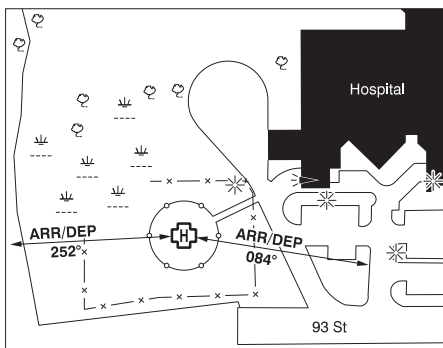 Hospital
ARR/DEP
252°
H
ARR/DEP
084°
93 St